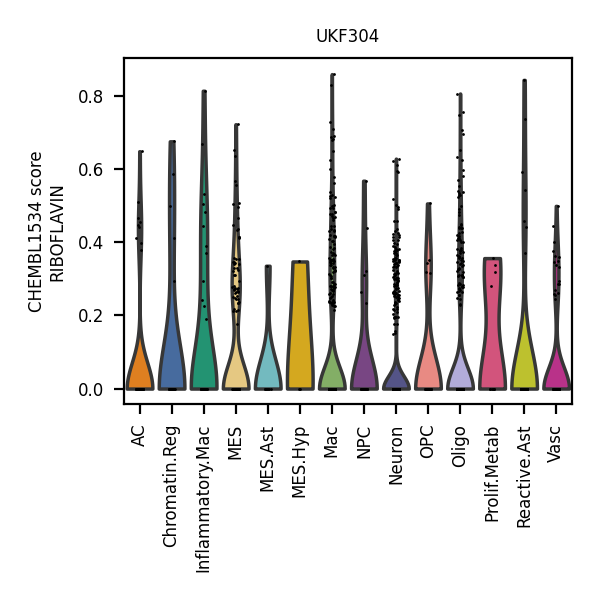 UKF304
CHEMBL1534 score
RIBOFLAVIN
0.8
0.6
0.4
0.2
0.0
AC
Chromatin.Reg
Inflammatory.Mac
MES
MES.Ast
MES.Hyp
Mac
NPC
Neuron
OPC
Oligo
Prolif.Metab
Reactive.Ast
Vasc